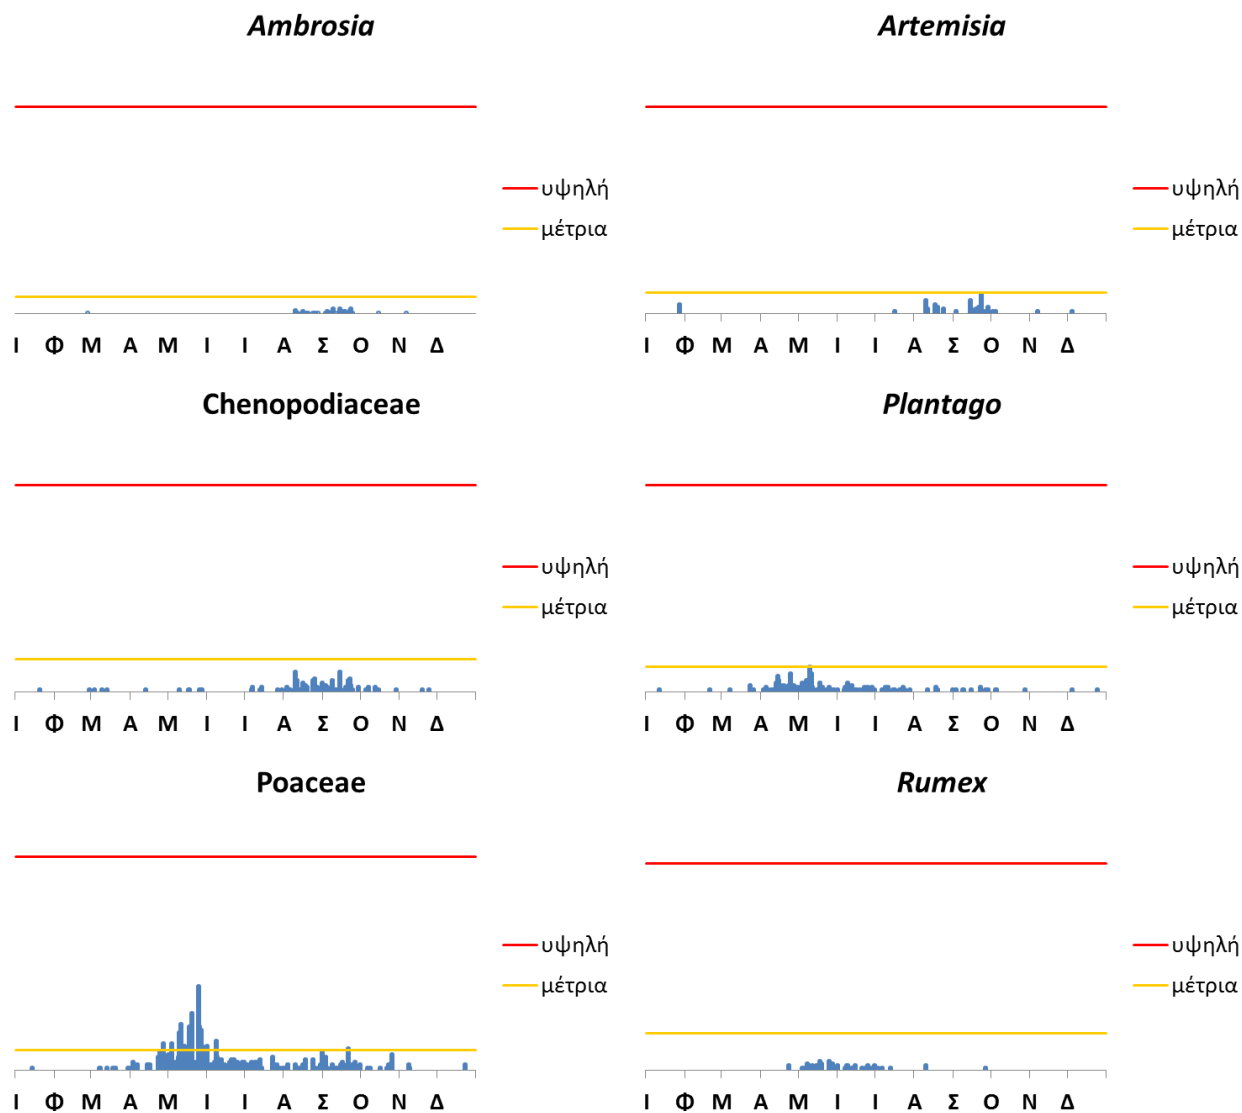 Ambrosia
υψηλή
μέτρια
Ι Φ Μ Α Μ Ι Ι Α Σ Ο Ν Δ
Artemisia
υψηλή
μέτρια
Ι Φ Μ Α Μ Ι Ι Α Σ Ο Ν Δ
Chenopodiaceae
υψηλή
μέτρια
Ι Φ Μ Α Μ Ι Ι Α Σ Ο Ν Δ
Plantago
υψηλή
μέτρια
Ι Φ Μ Α Μ Ι Ι Α Σ Ο Ν Δ
Poaceae
υψηλή
μέτρια
Ι Φ Μ Α Μ Ι Ι Α Σ Ο Ν Δ
Rumex
υψηλή
μέτρια
Ι Φ Μ Α Μ Ι Ι Α Σ Ο Ν Δ